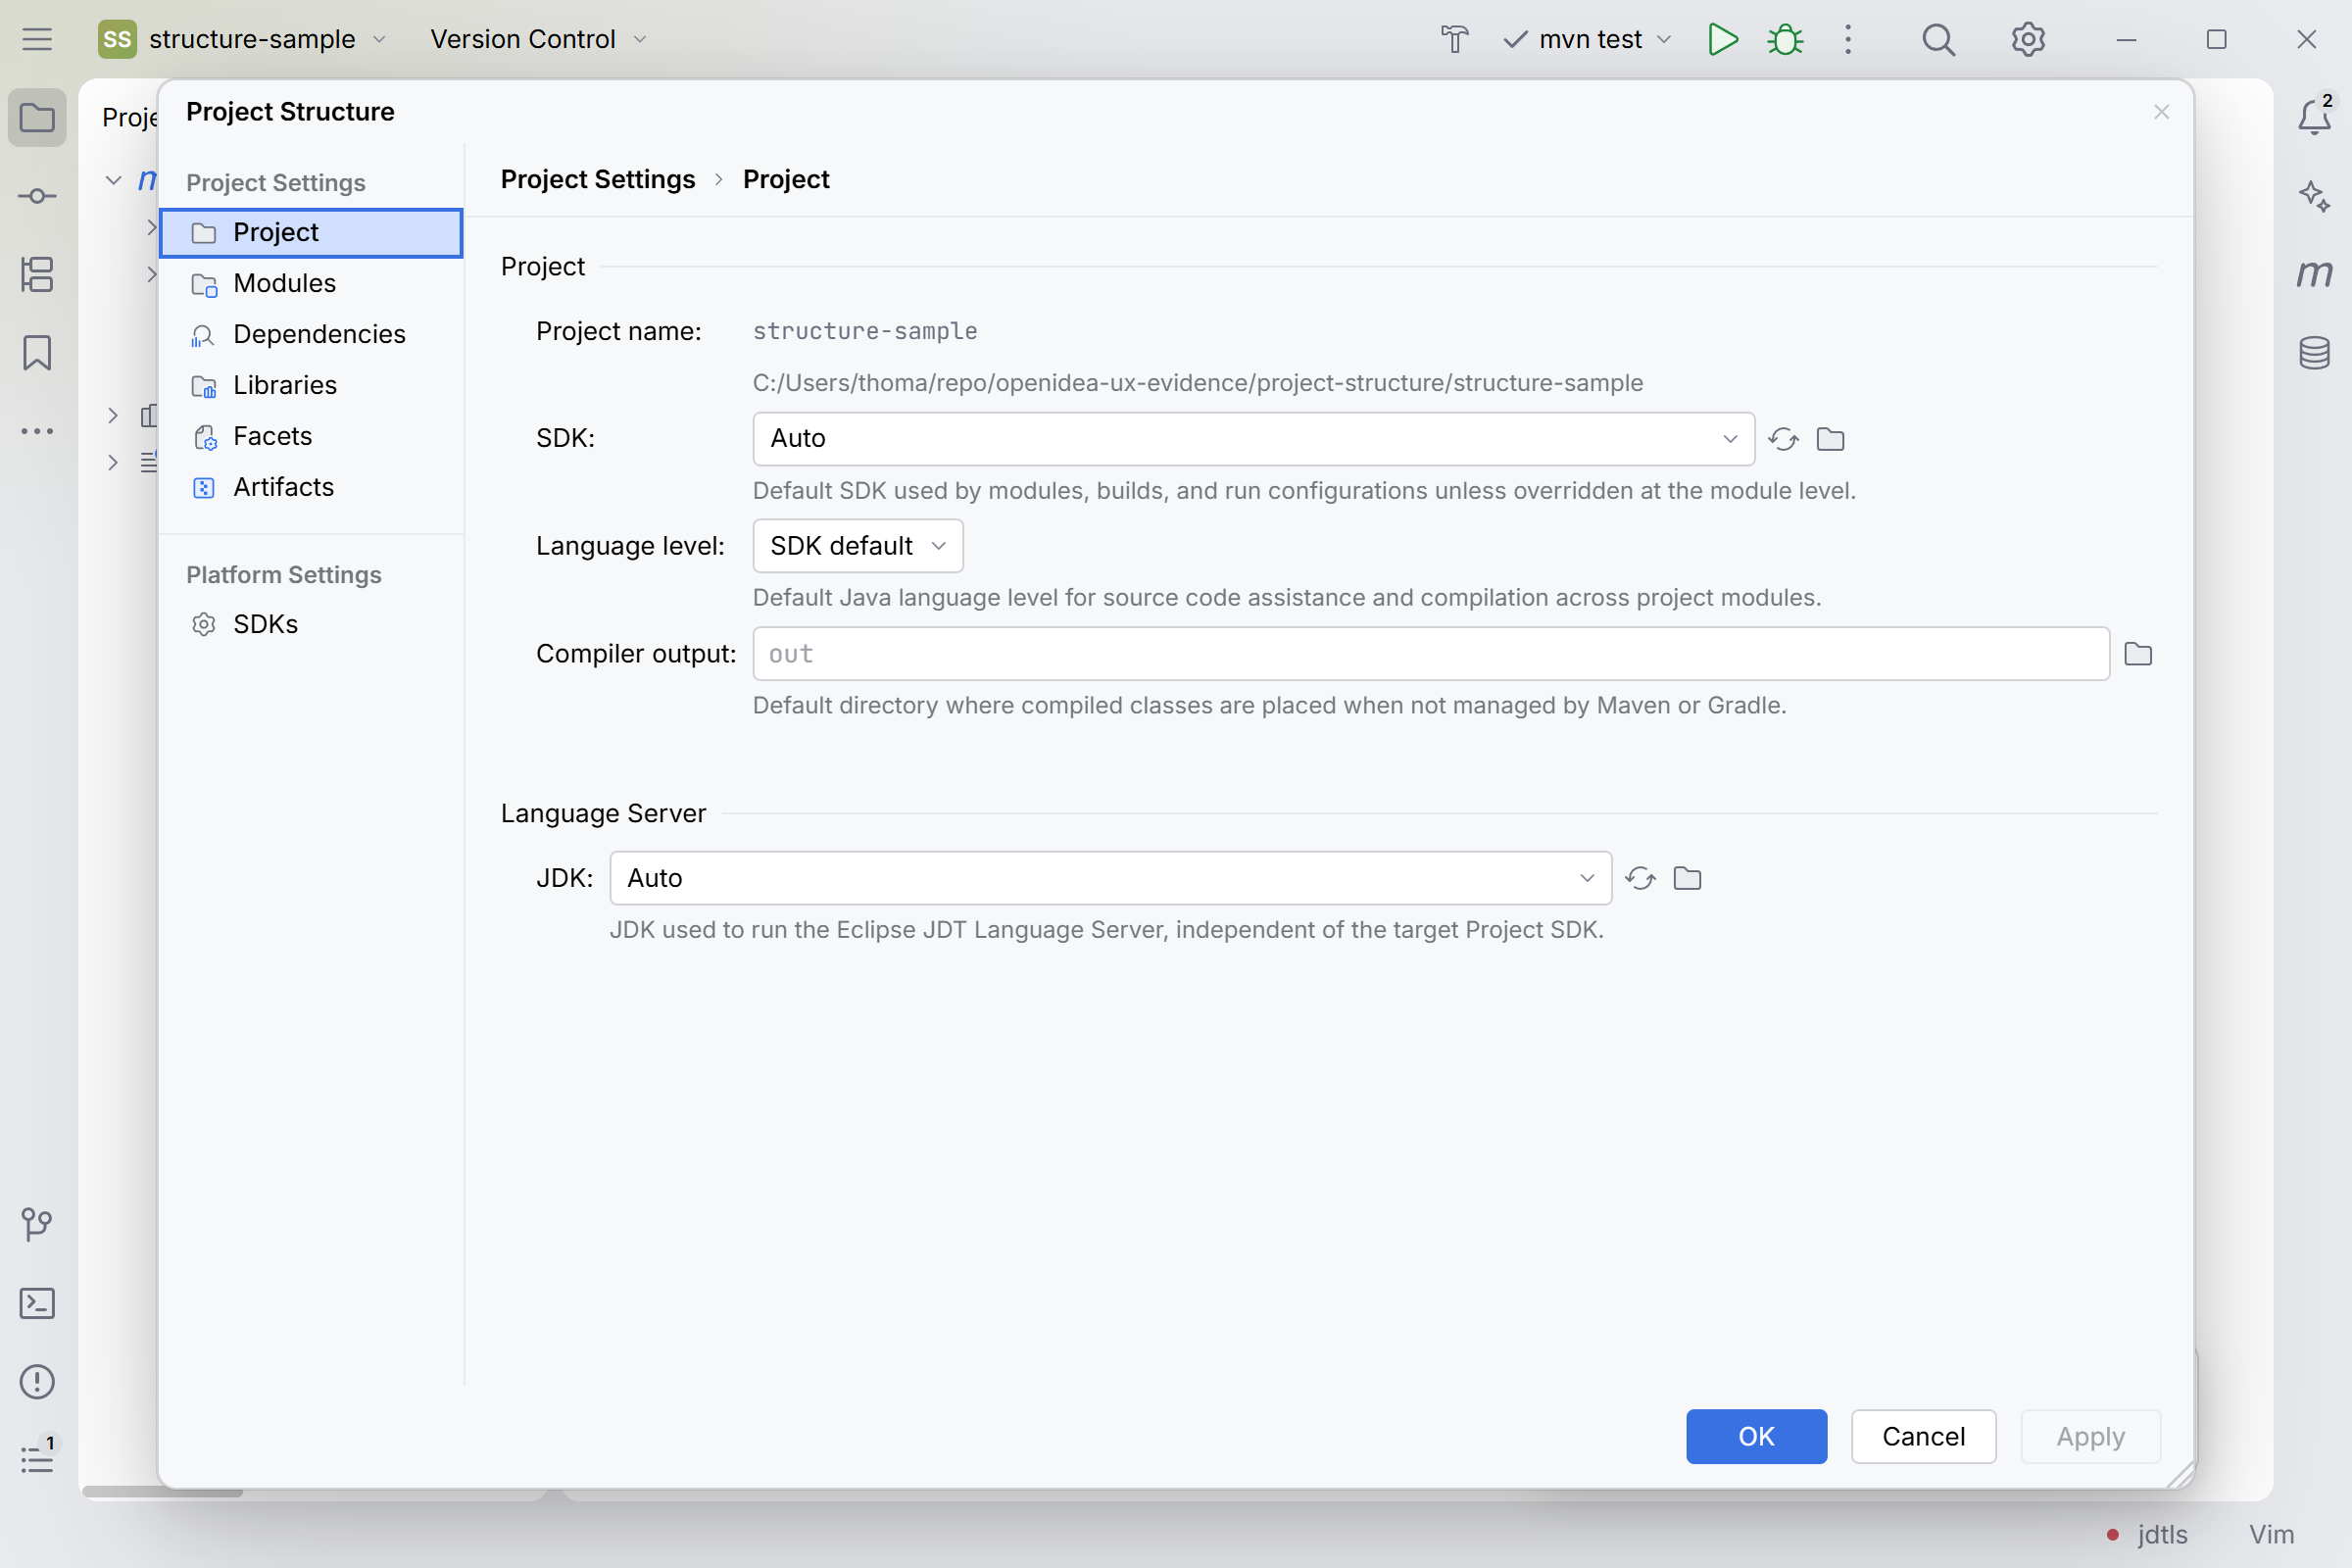 SS structure-sample Version Control mvn test
Project Structure
2
Project Settings
Project
Modules
Dependencies
Libraries
Facets
Artifacts
Platform Settings
SDKs
Project Settings > Project
Project
Project name: structure-sample
C:/Users/thoma/repo/openidea-ux-evidence/project-structure/structure-sample
SDK: Auto
Default SDK used by modules, builds, and run configurations unless overridden at the module level.
Language level: SDK default
Default Java language level for source code assistance and compilation across project modules.
Compiler output: out
Default directory where compiled classes are placed when not managed by Maven or Gradle.
Language Server
JDK: Auto
JDK used to run the Eclipse JDT Language Server, independent of the target Project SDK.
OK Cancel Apply
1
jdtls Vim